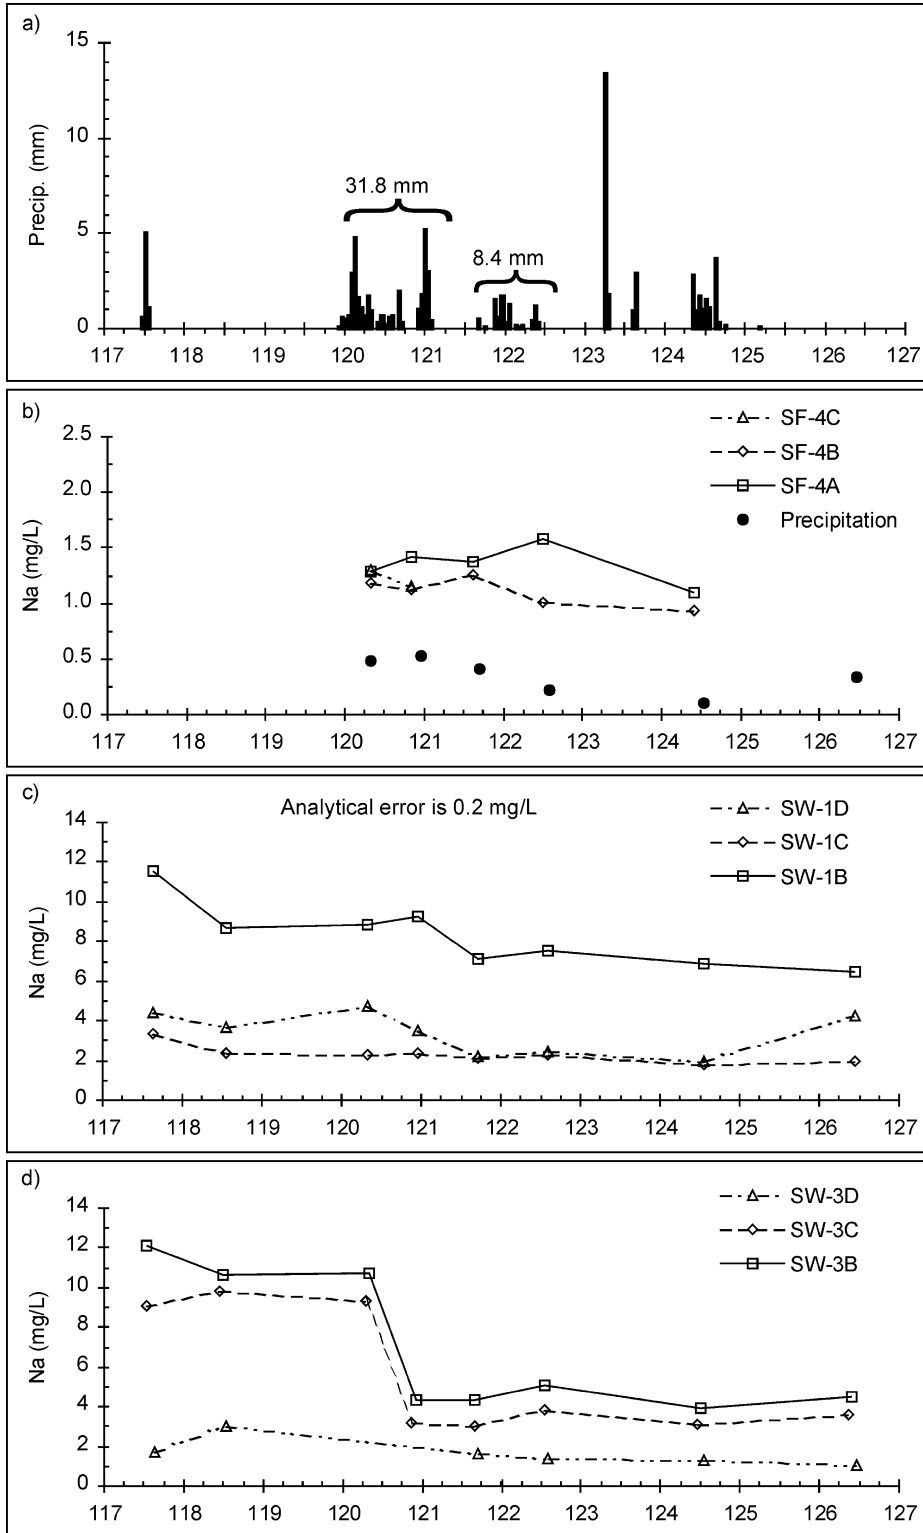 a)
15
10
5
0
Precip. (mm)
31.8 mm
8.4 mm
117 118 119 120 121 122 123 124 125 126 127
b)
SF-4C
SF-4B
SF-4A
Precipitation
2.5
2.0
1.5
1.0
0.5
0.0
Na (mg/L)
117 118 119 120 121 122 123 124 125 126 127
c)
Analytical error is 0.2 mg/L
SW-1D
SW-1C
SW-1B
14
12
10
8
6
4
2
0
Na (mg/L)
117 118 119 120 121 122 123 124 125 126 127
d)
SW-3D
SW-3C
SW-3B
14
12
10
8
6
4
2
0
Na (mg/L)
117 118 119 120 121 122 123 124 125 126 127